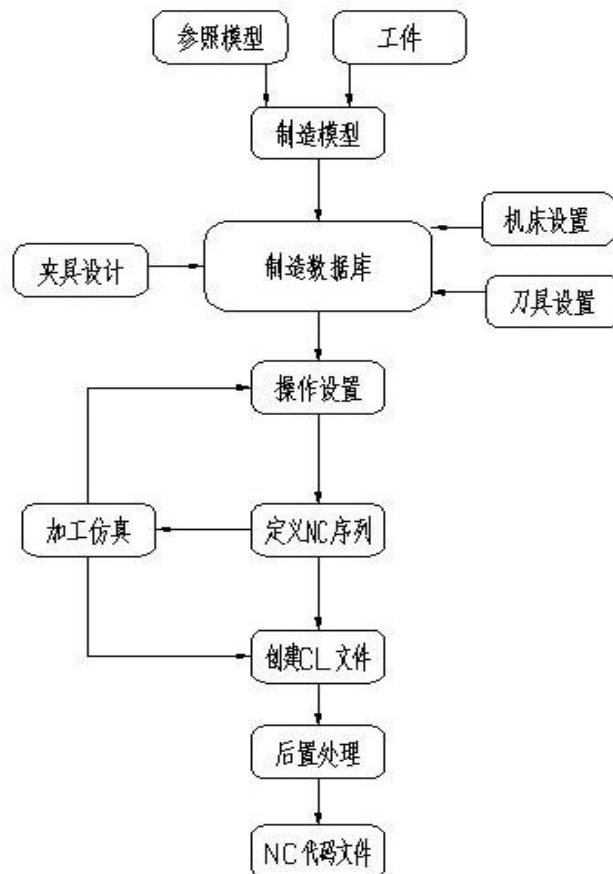 参照模型
工件
制造模型
机床设置
夹具设计
制造数据库
刀具设置
操作设置
加工仿真
定义NC序列
创建CL文件
后置处理
NC代码文件